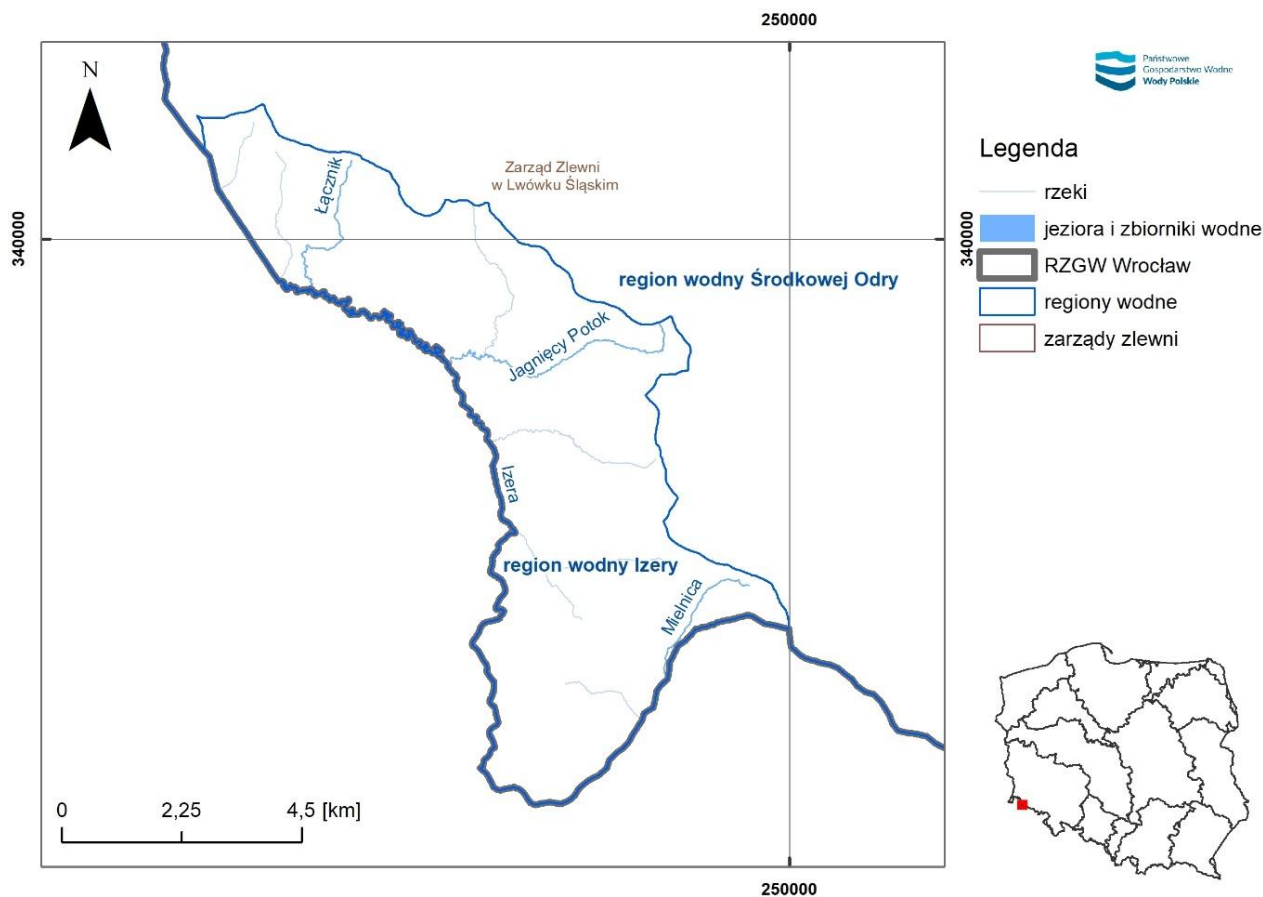 250000
N
Państwowe
Gospodarstwo Wodne
Wody Polskie
Legenda
rzeki
jeziora i zbiorniki wodne
RZGW Wrocław
regiony wodne
zarządy zlewni
340000
340000
Łącznik
Zarząd Zlewni
w Lwówku Śląskim
region wodny Środkowej Odry
Jagnięcy Potok
Izera
region wodny Izery
Mielnica
0 2,25 4,5 [km]
250000